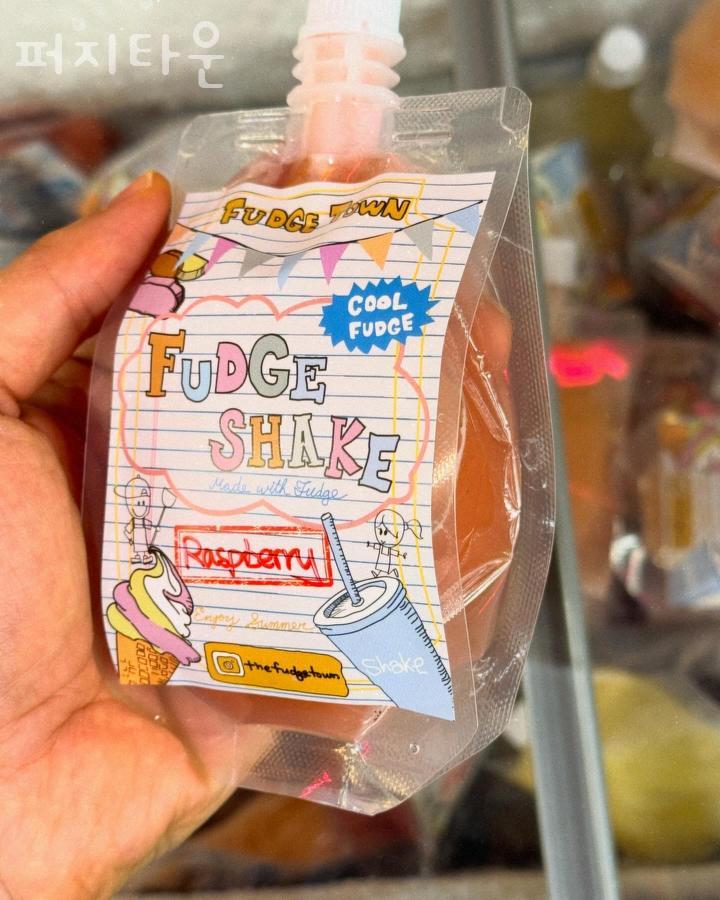 퍼지타운
FUDGE TOWN
COOL
FUDGE
FUDGE
SHAKE
Made with Fudge
Raspberry
Enjoy Summer
thefudgetown
Shake